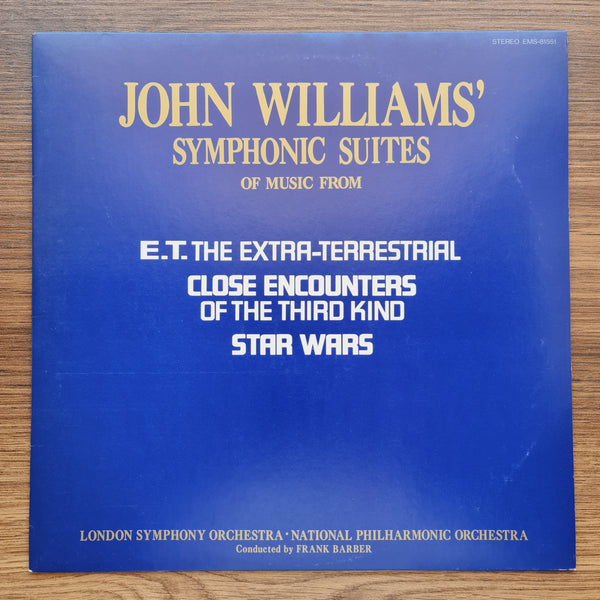 STEREO EMS-81551
JOHN WILLIAMS'
SYMPHONIC SUITES
OF MUSIC FROM
E.T. THE EXTRA-TERRESTRIAL
CLOSE ENCOUNTERS
OF THE THIRD KIND
STAR WARS
LONDON SYMPHONY ORCHESTRA · NATIONAL PHILHARMONIC ORCHESTRA
Conducted by FRANK BARBER